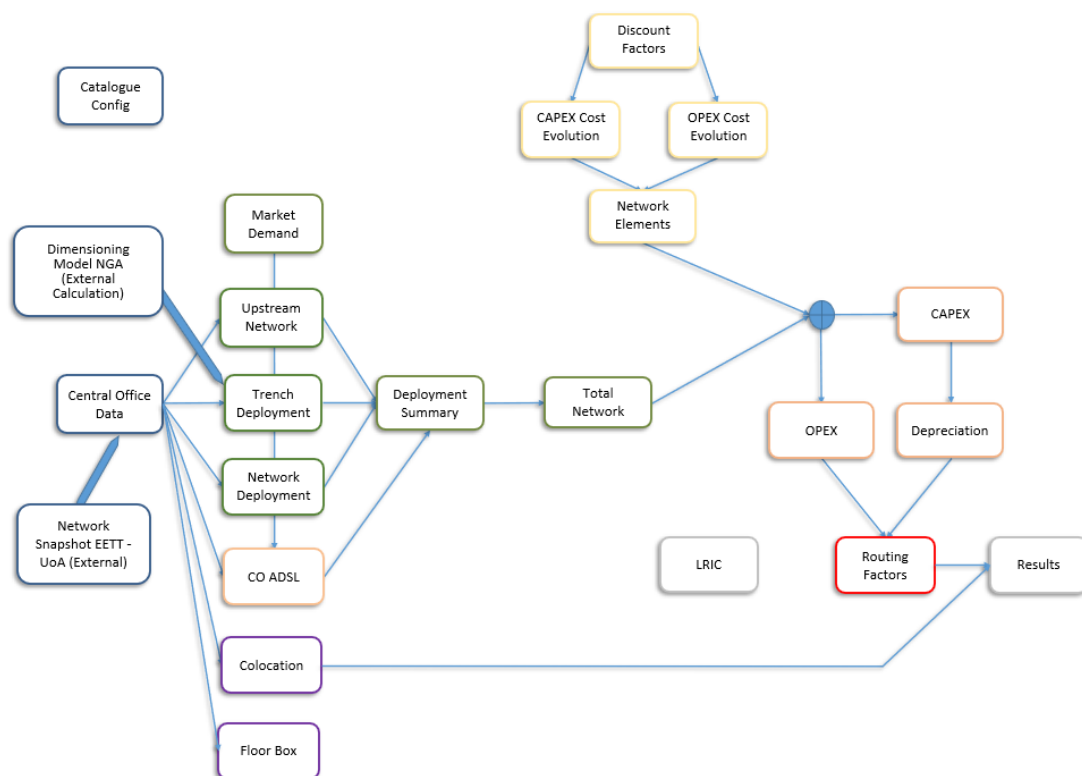 Discount
Factors
Catalogue
Config
CAPEX Cost
Evolution
OPEX Cost
Evolution
Market
Demand
Network
Elements
Dimensioning
Model NGA
(External
Calculation)
Upstream
Network
CAPEX
Central Office
Data
Trench
Deployment
Deployment
Summary
Total
Network
OPEX
Depreciation
Network
Deployment
Network
Snapshot EETT -
UoA (External)
CO ADSL
LRIC
Routing
Factors
Results
Colocation
Floor Box